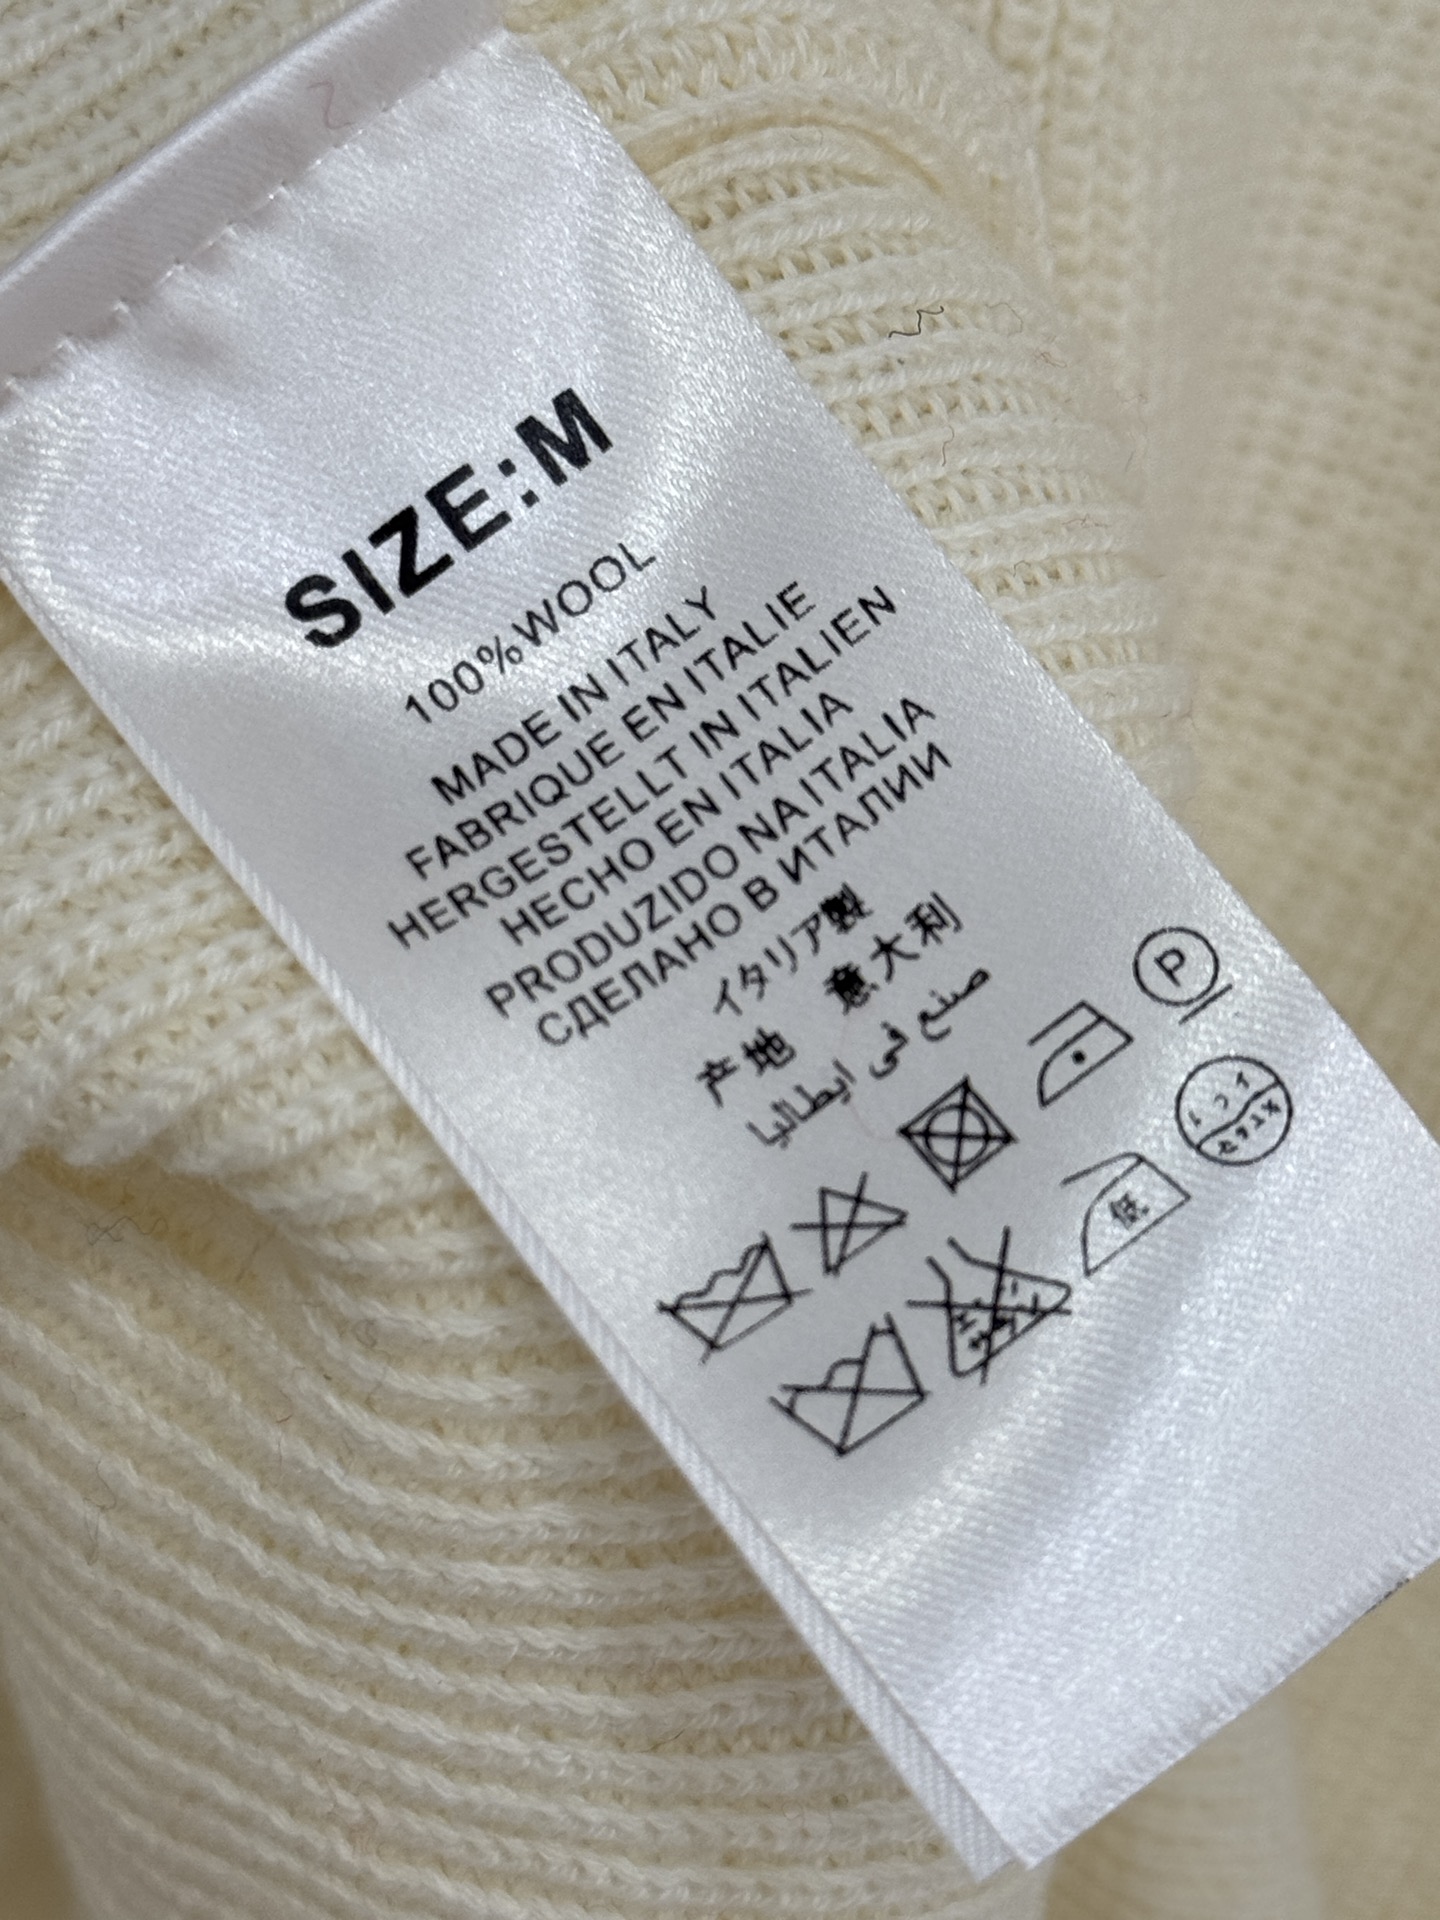 SIZE:M
100%WOOL
MADE IN ITALY
FABRIQUE EN ITALIE
HERGESTELLT IN ITALIEN
HECHO EN ITALIA
PRODUZIDO NA ITALIA
СДЕЛАНО В ИТАЛИИ
イタリア製
产地 意大利
صنع في ايطاليا
P
低